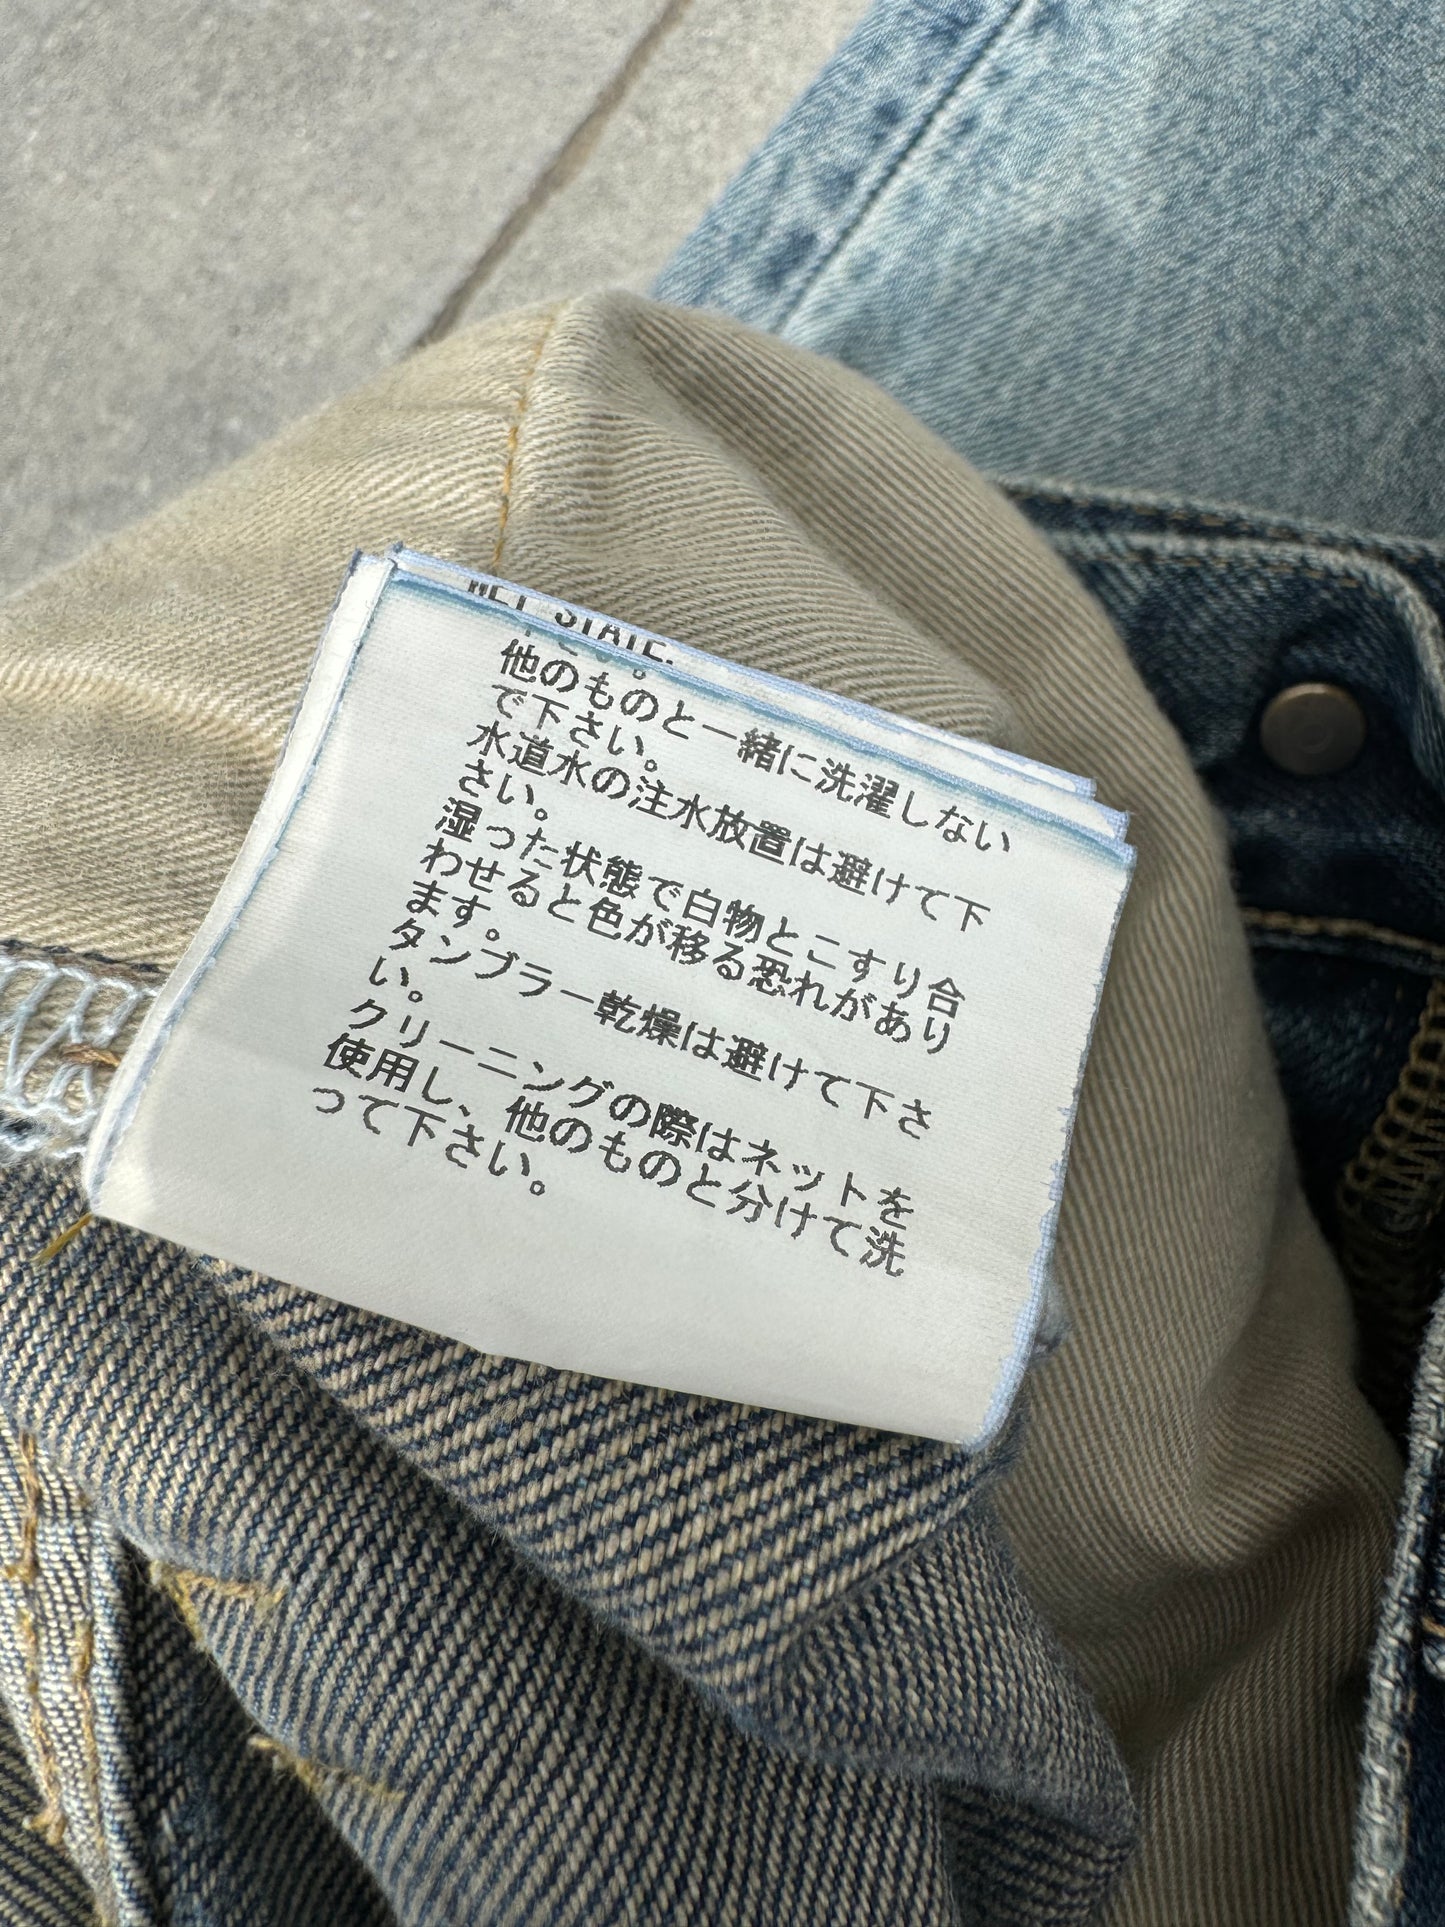 WET STATE.
他のものと一緒に洗濯しない
で下さい。
水道水の注水放置は避けて下
さい。
湿った状態で白物とこすり合
わせると色が移る恐れがあり
ます。
タンブラー乾燥は避けて下さ
い。
クリーニングの際はネットを
使用し、他のものと分けて洗
って下さい。